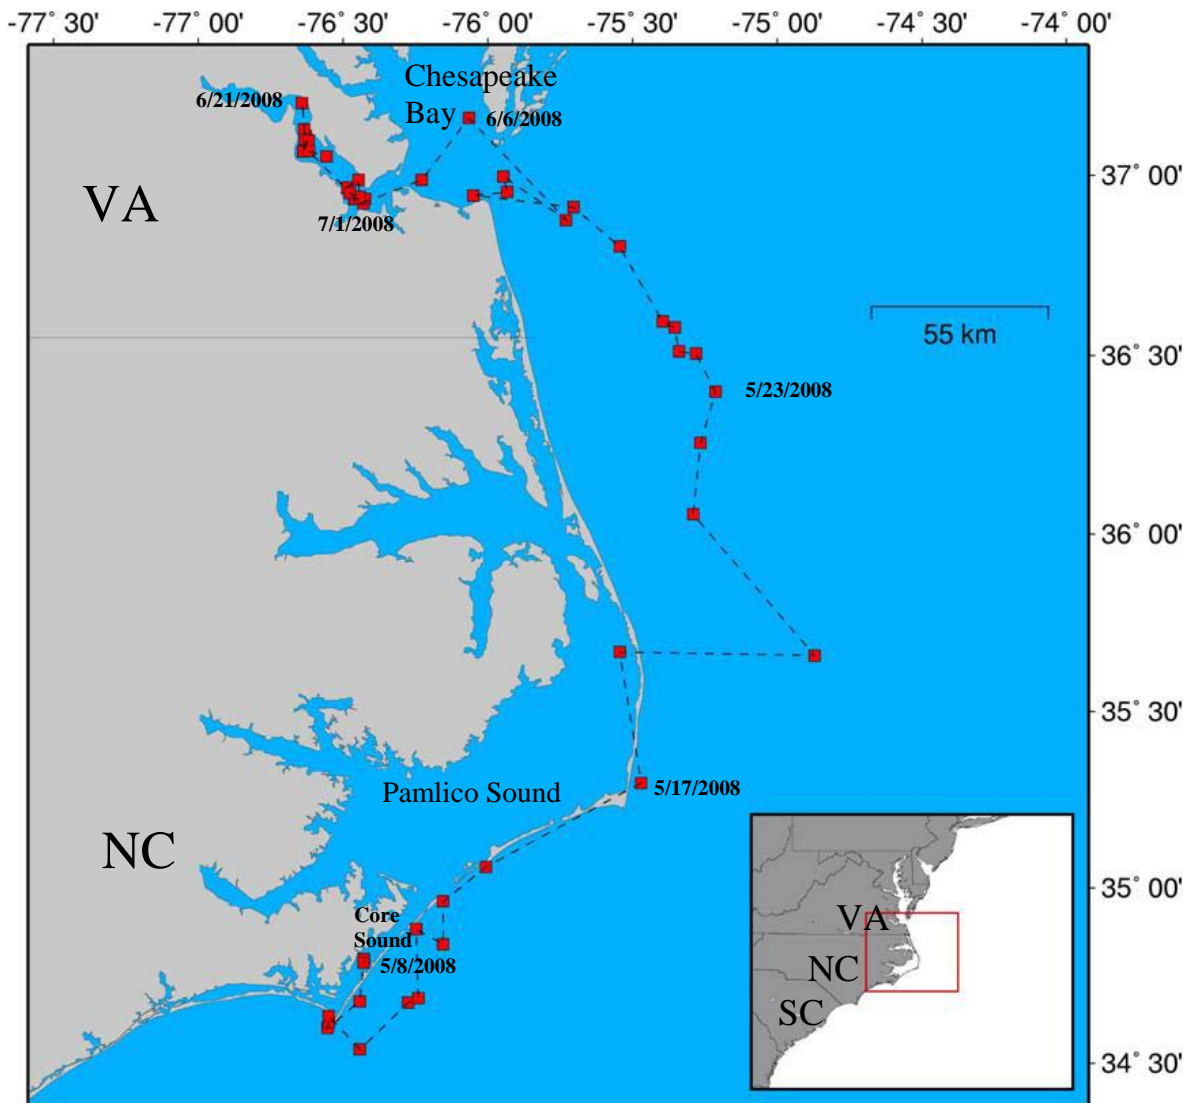 -77° 30' -77° 00' -76° 30' -76° 00' -75° 30' -75° 00' -74° 30' -74° 00'
Chesapeake
Bay
6/21/2008
6/6/2008
37° 00'
VA
7/1/2008
55 km
36° 30'
5/23/2008
36° 00'
35° 30'
Pamlico Sound
5/17/2008
NC
35° 00'
Core
Sound
5/8/2008
VA
NC
SC
34° 30'